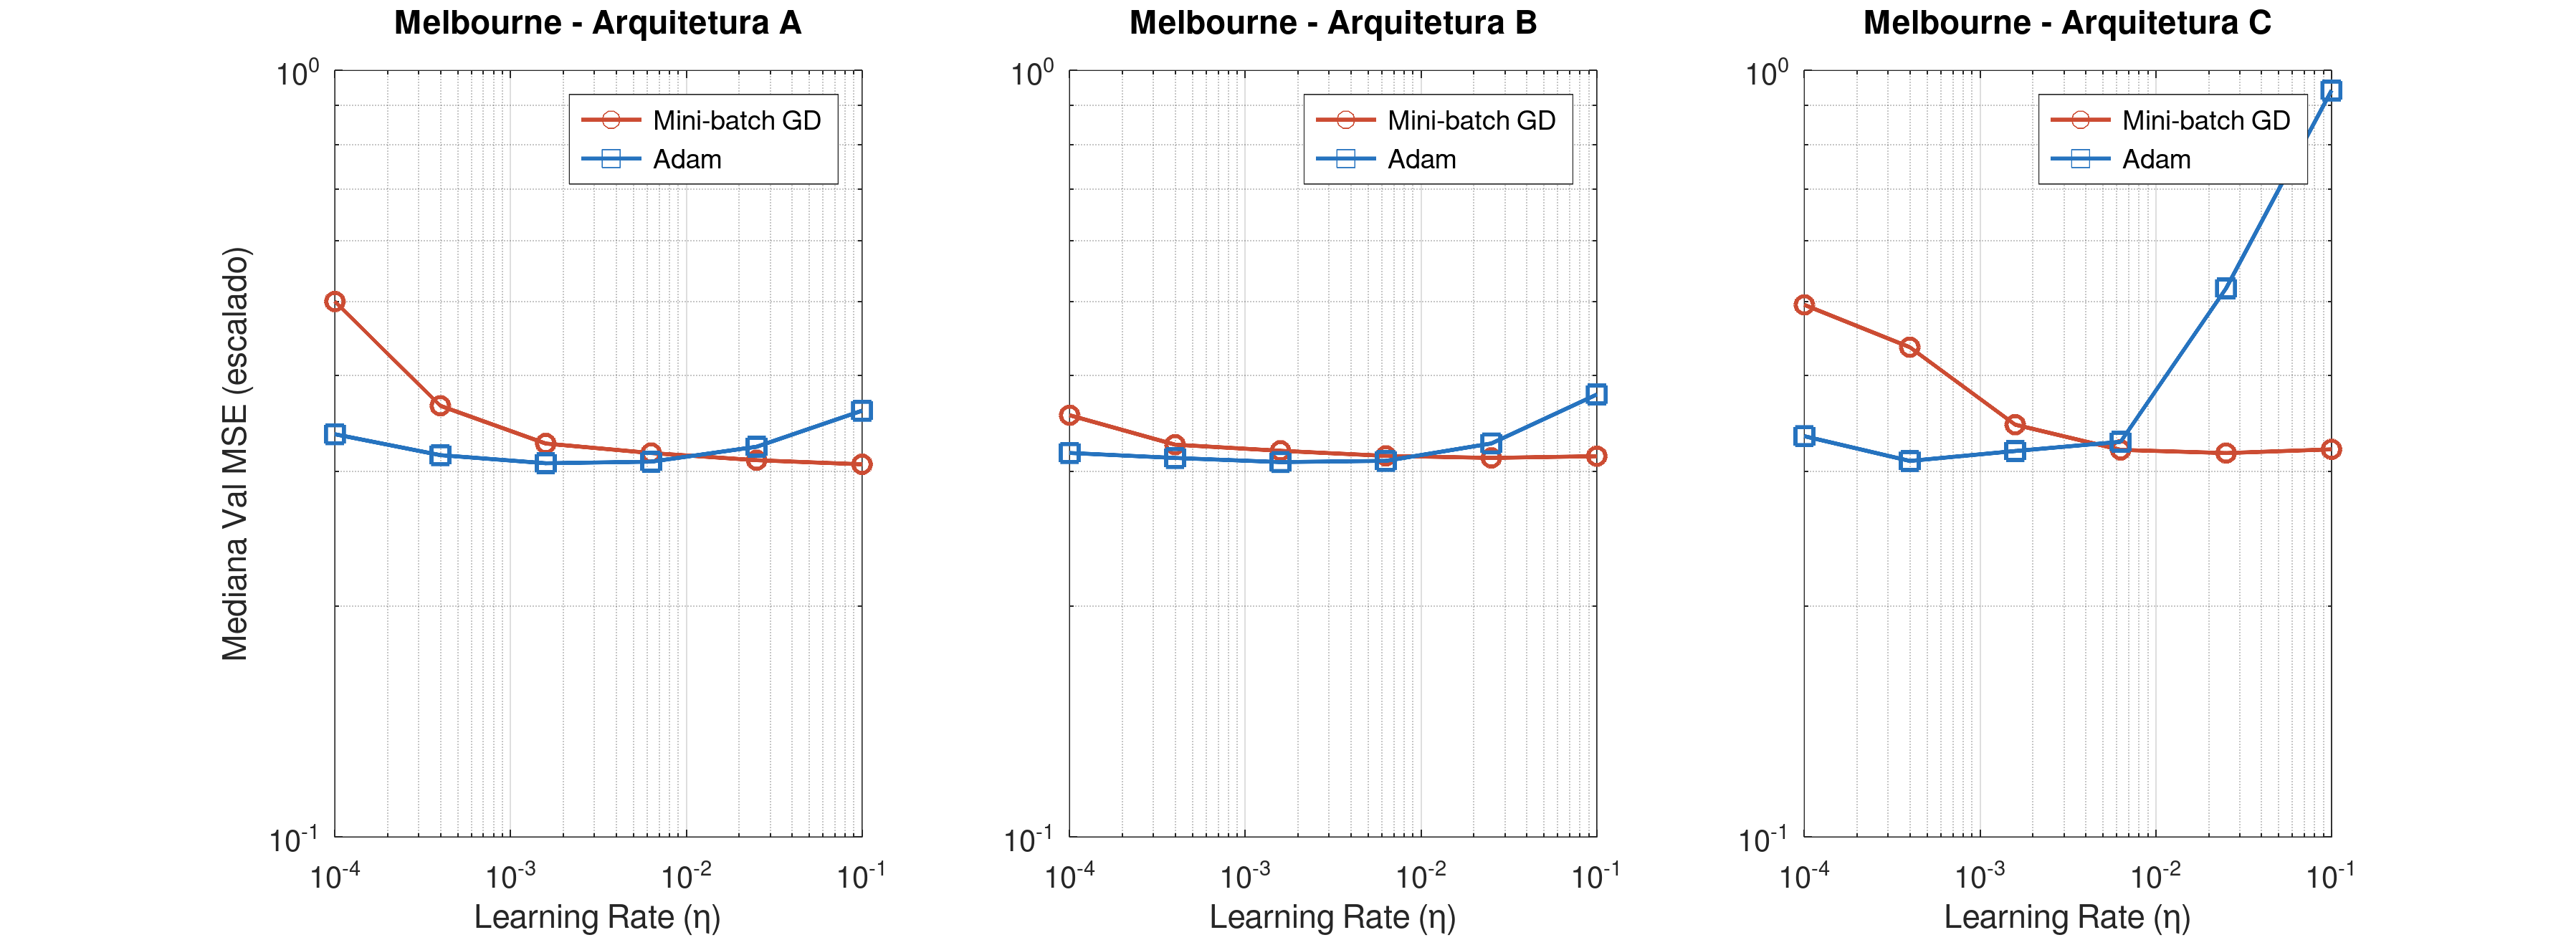 Melbourne - Arquitetura A
10^0
Mini-batch GD
Adam
Mediana Val MSE (escalado)
10^-1
10^-4 10^-3 10^-2 10^-1
Learning Rate (η)
Melbourne - Arquitetura B
10^0
Mini-batch GD
Adam
10^-1
10^-4 10^-3 10^-2 10^-1
Learning Rate (η)
Melbourne - Arquitetura C
10^0
Mini-batch GD
Adam
10^-1
10^-4 10^-3 10^-2 10^-1
Learning Rate (η)